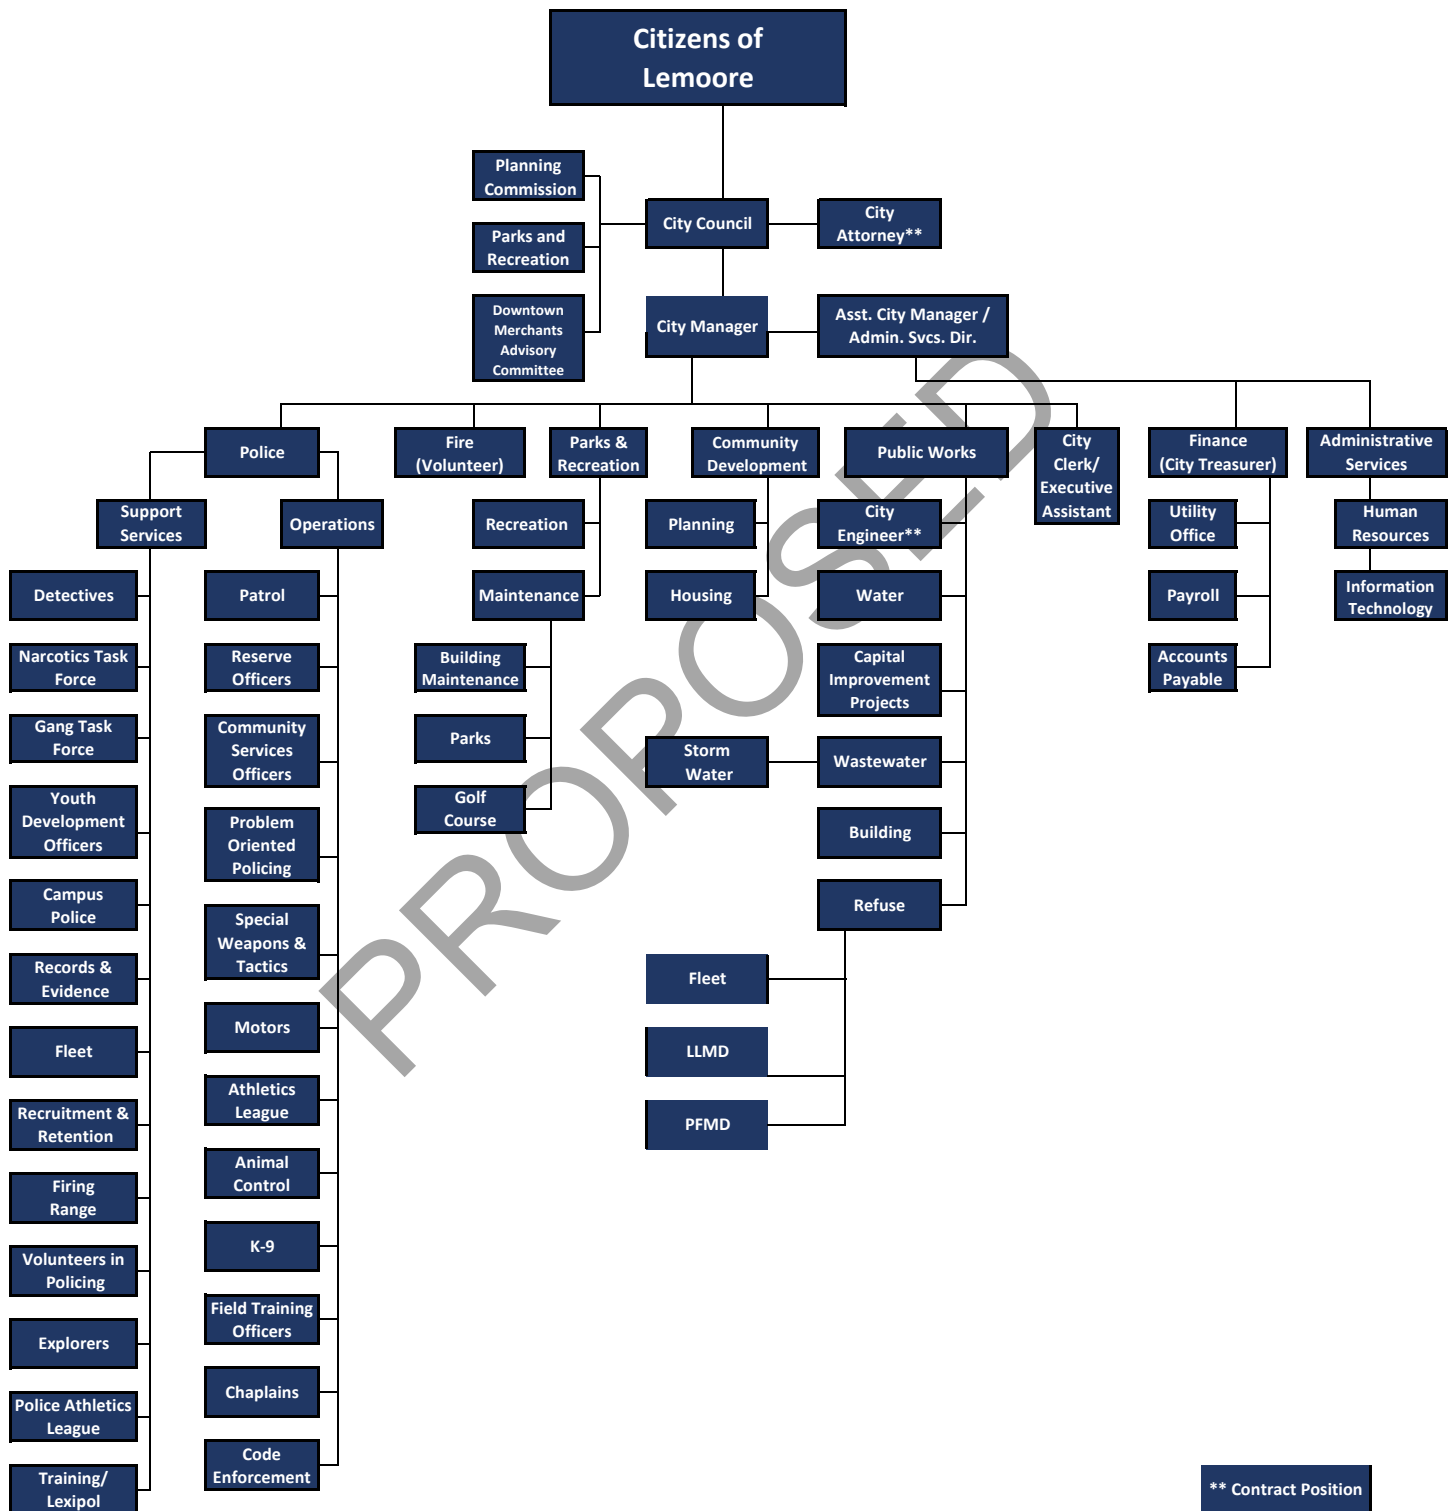 Citizens of
Lemoore
Planning
Commission
City Council
City
Attorney**
Parks and
Recreation
Downtown
Merchants
Advisory
Committee
City Manager
Asst. City Manager /
Admin. Svcs. Dir.
Police
Fire
(Volunteer)
Parks &
Recreation
Community
Development
Public Works
City
Clerk/
Executive
Assistant
Finance
(City Treasurer)
Administrative
Services
Support
Services
Operations
Recreation
Planning
City
Engineer**
Utility
Office
Human
Resources
Detectives
Patrol
Maintenance
Housing
Water
Payroll
Information
Technology
Narcotics Task
Force
Reserve
Officers
Building
Maintenance
Capital
Improvement
Projects
Accounts
Payable
Gang Task
Force
Community
Services
Officers
Parks
Storm
Water
Wastewater
Youth
Development
Officers
Problem
Oriented
Policing
Golf
Course
Building
Campus
Police
Special
Weapons &
Tactics
Refuse
Records &
Evidence
Fleet
Fleet
Motors
LLMD
Recruitment &
Retention
Athletics
League
PFMD
Firing
Range
Animal
Control
Volunteers in
Policing
K-9
Explorers
Field Training
Officers
Police Athletics
League
Chaplains
Training/
Lexipol
Code
Enforcement
** Contract Position
PROPOSED